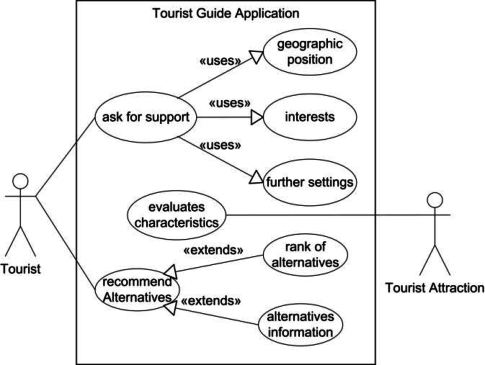 Tourist Guide Application
geographic
position
«uses»
ask for support
«uses»
interests
«uses»
further settings
evaluates
characteristics
«extends»
rank of
alternatives
Tourist
Tourist Attraction
recommend
Alternatives
«extends»
alternatives
information